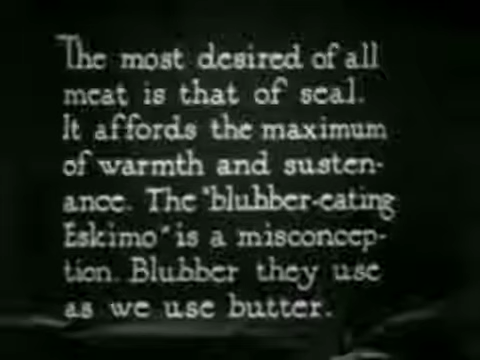 The most desired of all
meat is that of seal.
It affords the maximum
of warmth and susten-
ance. The "blubber-eating
Eskimo" is a misconcep-
tion. Blubber they use
as we use butter.